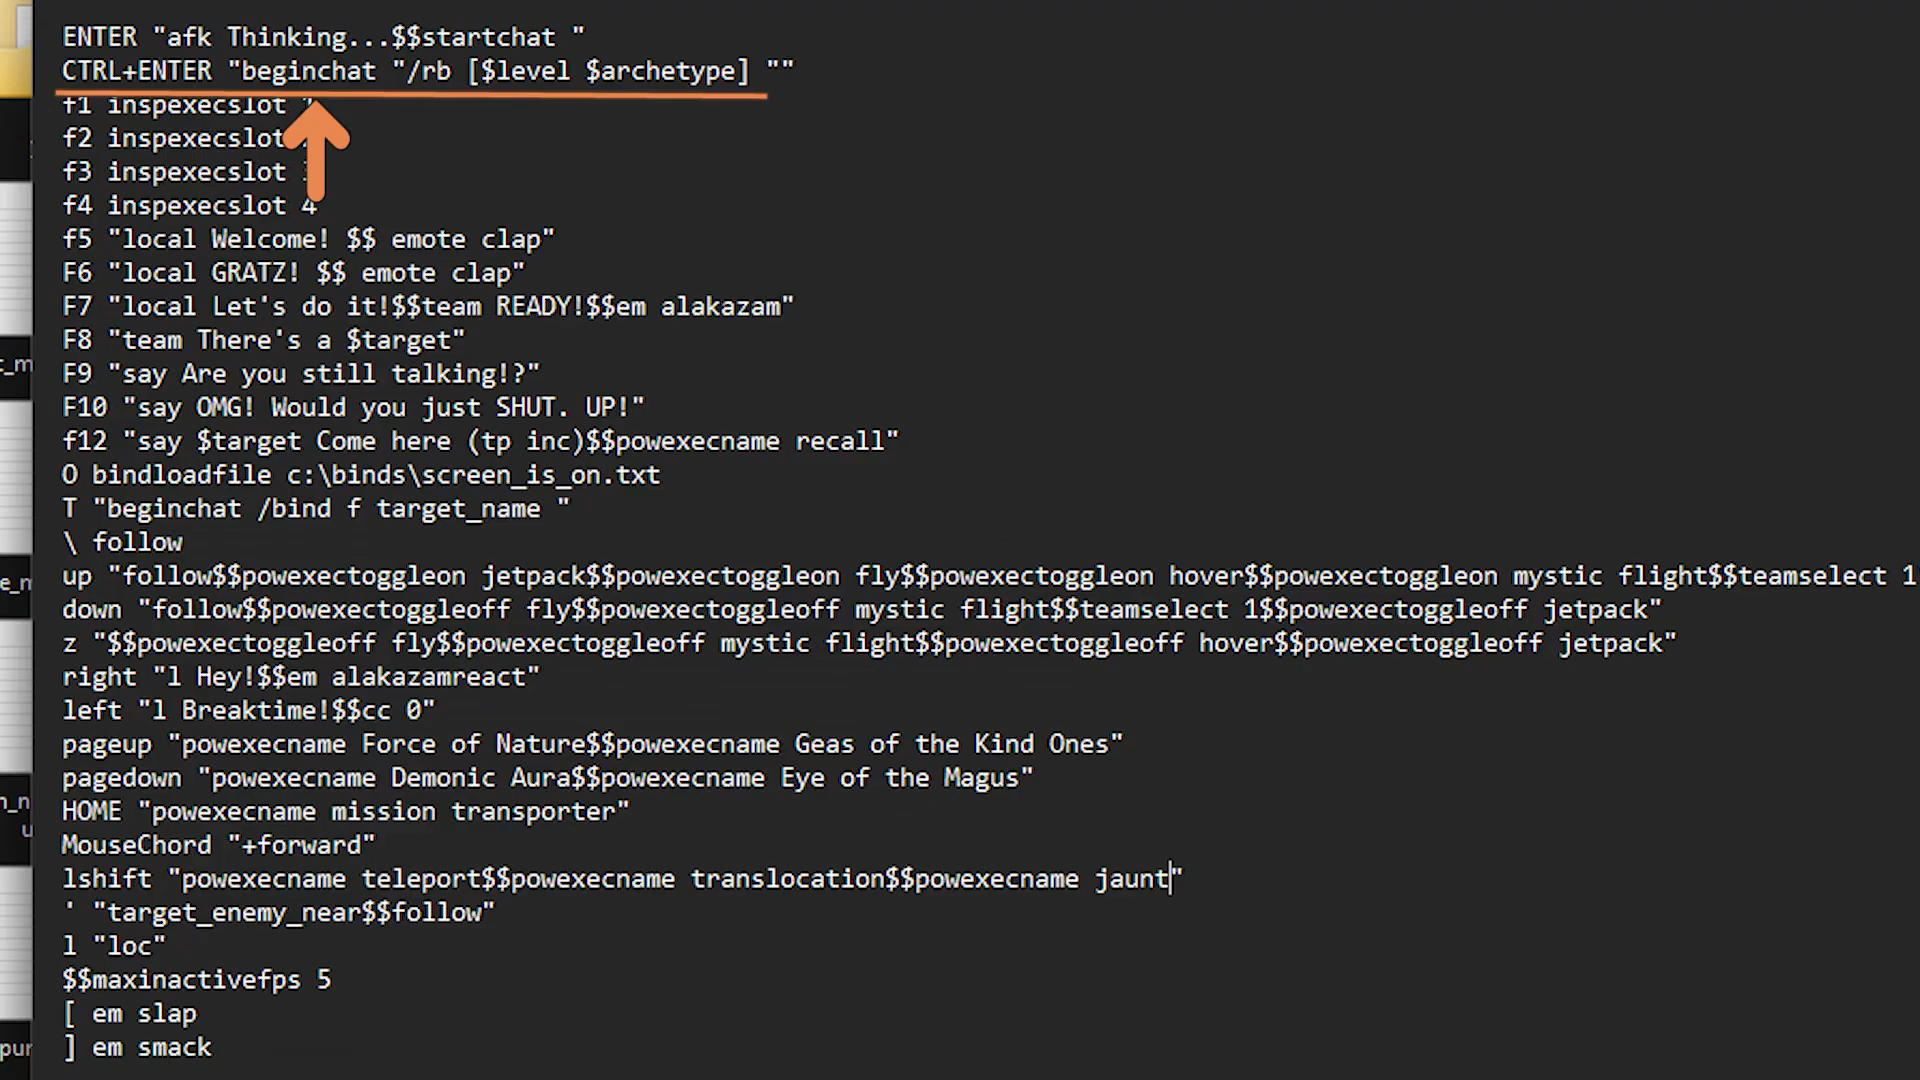 ENTER "afk Thinking...$$startchat "
CTRL+ENTER "beginchat "/rb [$level $archetype] ""
f1 inspexecslot
f2 inspexecslot
f3 inspexecslot
f4 inspexecslot 4
f5 "local Welcome! $$ emote clap"
F6 "local GRATZ! $$ emote clap"
F7 "local Let's do it!$$team READY!$$em alakazam"
F8 "team There's a $target"
F9 "say Are you still talking!?"
F10 "say OMG! Would you just SHUT. UP!"
f12 "say $target Come here (tp inc)$$powexecname recall"
O bindloadfile c:\binds\screen_is_on.txt
T "beginchat /bind f target_name "
\ follow
up "follow$$powexectoggleon jetpack$$powexectoggleon fly$$powexectoggleon hover$$powexectoggleon mystic flight$$teamselect 1
down "follow$$powexectoggleoff fly$$powexectoggleoff mystic flight$$teamselect 1$$powexectoggleoff jetpack"
z "$$powexectoggleoff fly$$powexectoggleoff mystic flight$$powexectoggleoff hover$$powexectoggleoff jetpack"
right "l Hey!$$em alakazamreact"
left "l Breaktime!$$cc 0"
pageup "powexecname Force of Nature$$powexecname Geas of the Kind Ones"
pagedown "powexecname Demonic Aura$$powexecname Eye of the Magus"
HOME "powexecname mission transporter"
MouseChord "+forward"
lshift "powexecname teleport$$powexecname translocation$$powexecname jaunt"
' "target_enemy_near$$follow"
l "loc"
$$maxinactivefps 5
[ em slap
] em smack